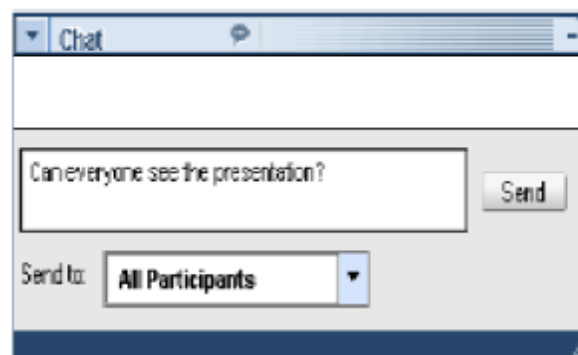 Chat
Can everyone see the presentation?
Send
Send to:
All Participants